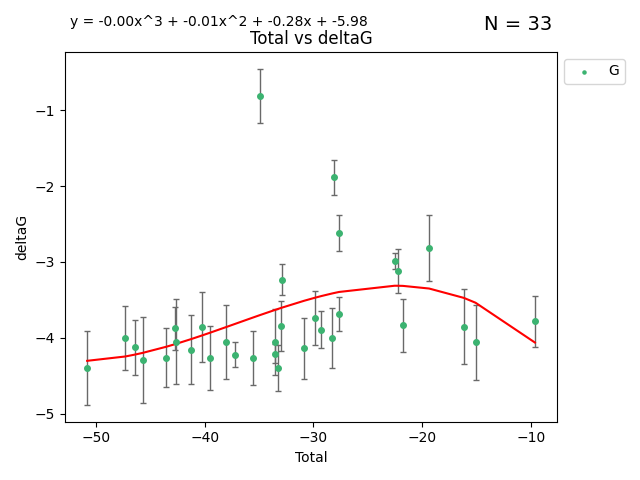 y = -0.00x^3 + -0.01x^2 + -0.28x + -5.98
N = 33
Total vs deltaG
G
−1
−2
−3
−4
−5
deltaG
−50
−40
−30
−20
−10
Total